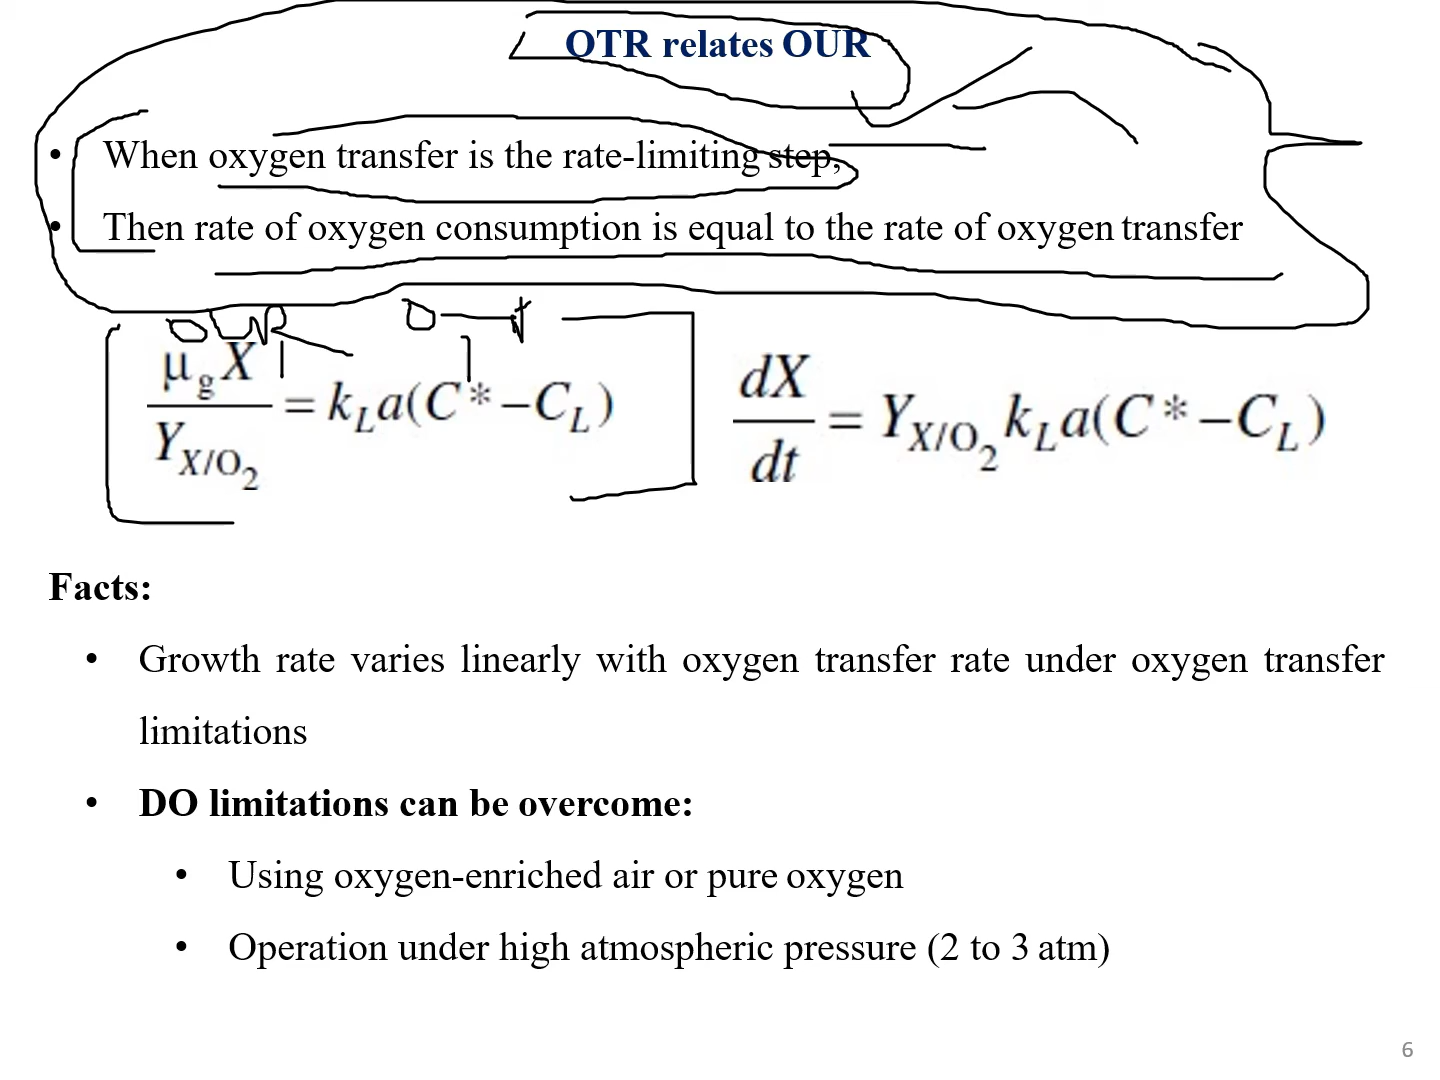 OTR relates OUR
• When oxygen transfer is the rate-limiting step,
• Then rate of oxygen consumption is equal to the rate of oxygen transfer
OUR
μgX / YX/O2 = kLa(C*–CL)
dX/dt = YX/O2 kLa(C*–CL)
Facts:
• Growth rate varies linearly with oxygen transfer rate under oxygen transfer
limitations
• DO limitations can be overcome:
• Using oxygen-enriched air or pure oxygen
• Operation under high atmospheric pressure (2 to 3 atm)
6